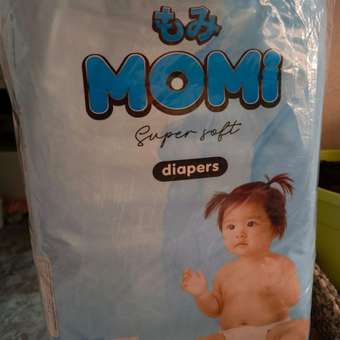 もみ
MOMi
Super soft
diapers